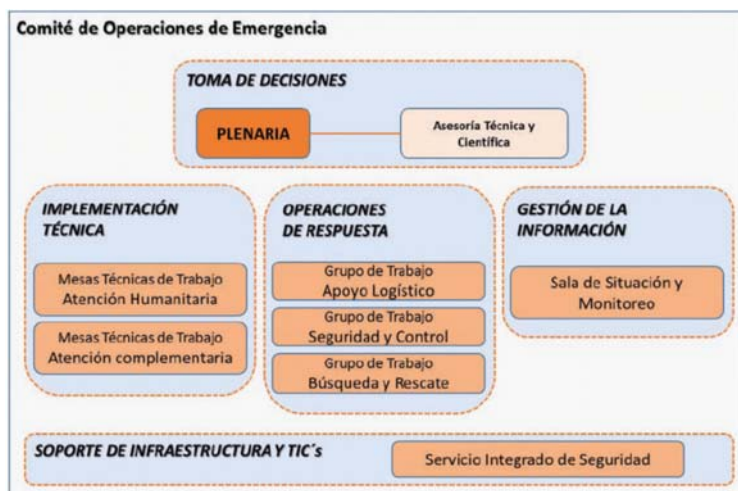 Comité de Operaciones de Emergencia
TOMA DE DECISIONES
PLENARIA
Asesoría Técnica y
Científica
IMPLEMENTACIÓN
TÉCNICA
Mesas Técnicas de Trabajo
Atención Humanitaria
Mesas Técnicas de Trabajo
Atención complementaria
OPERACIONES
DE RESPUESTA
Grupo de Trabajo
Apoyo Logístico
Grupo de Trabajo
Seguridad y Control
Grupo de Trabajo
Búsqueda y Rescate
GESTIÓN DE LA
INFORMACIÓN
Sala de Situación y
Monitoreo
SOPORTE DE INFRAESTRUCTURA Y TIC´s
Servicio Integrado de Seguridad